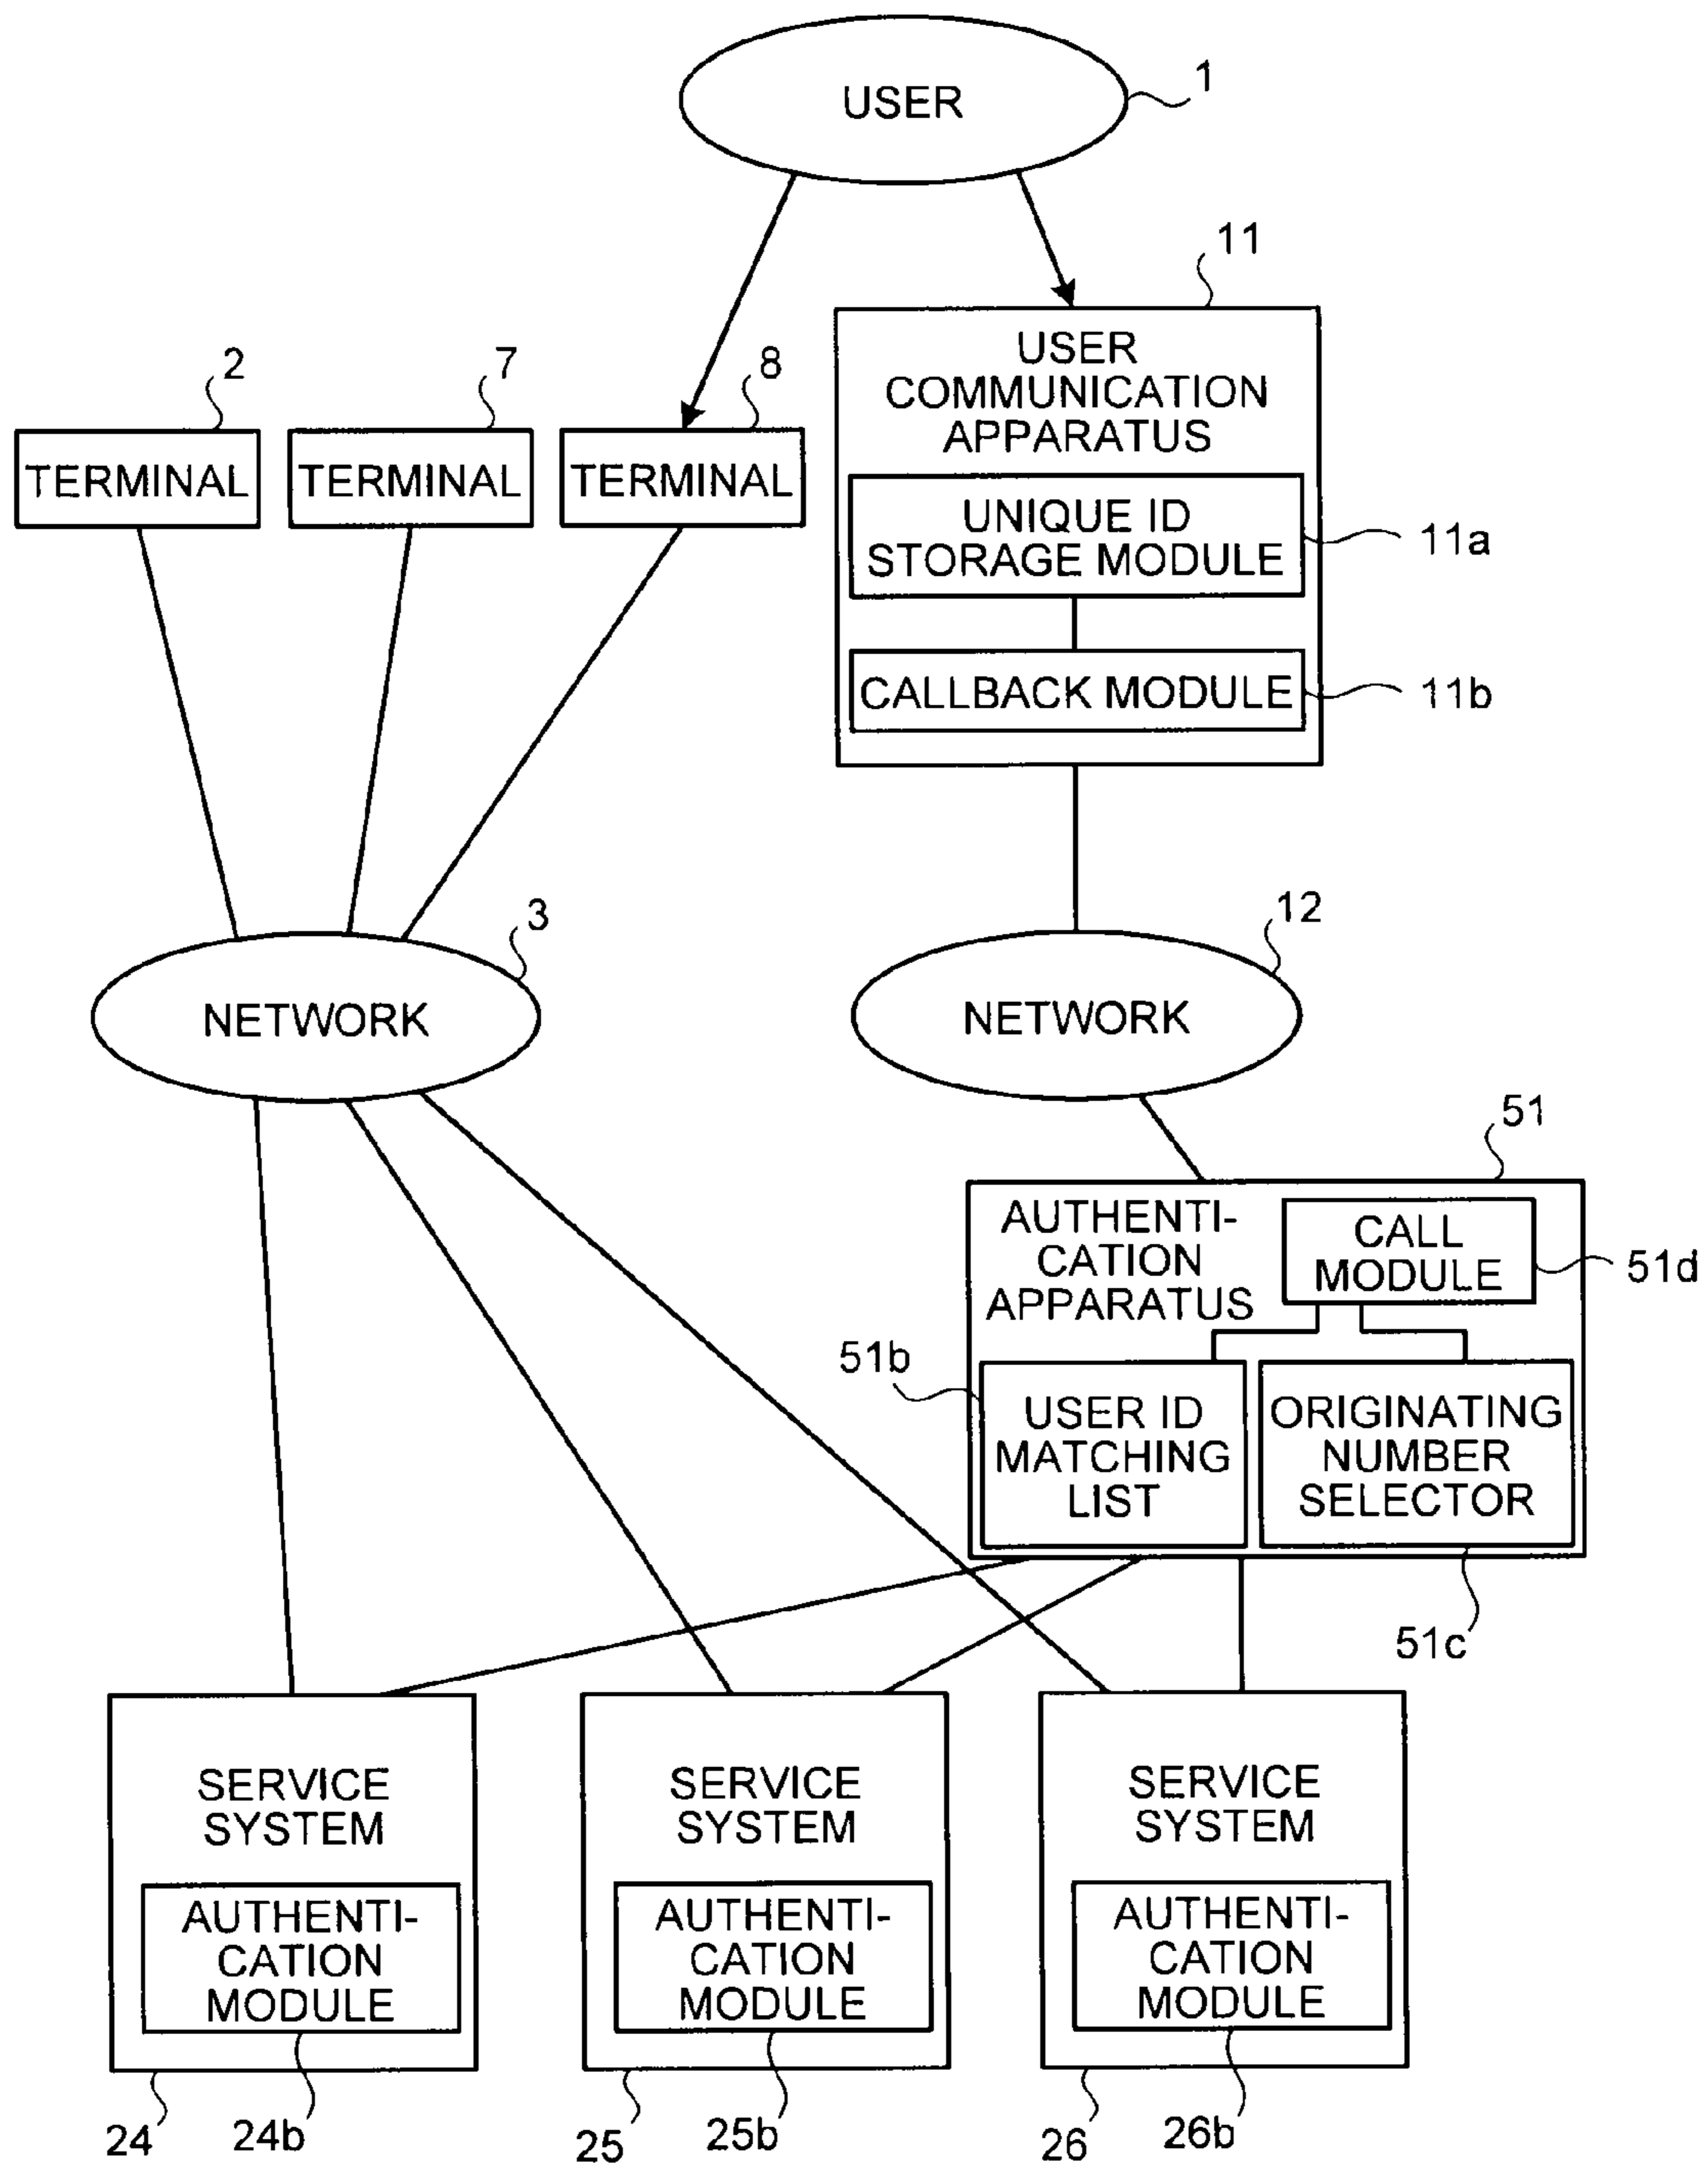 USER
1
11
USER
COMMUNICATION
APPARATUS
2
7
8
TERMINAL
TERMINAL
TERMINAL
UNIQUE ID
STORAGE MODULE
11a
CALLBACK MODULE
11b
3
NETWORK
12
NETWORK
51
AUTHENTI-
CATION
APPARATUS
CALL
MODULE
51d
51b
USER ID
MATCHING
LIST
ORIGINATING
NUMBER
SELECTOR
51c
SERVICE
SYSTEM
AUTHENTI-
CATION
MODULE
24
24b
SERVICE
SYSTEM
AUTHENTI-
CATION
MODULE
25
25b
SERVICE
SYSTEM
AUTHENTI-
CATION
MODULE
26
26b